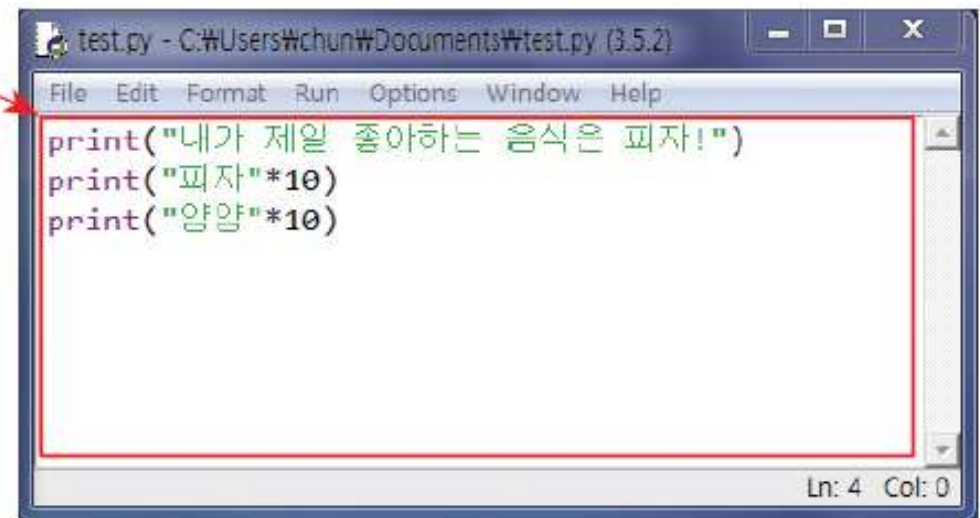 test.py - C:₩Users₩chun₩Documents₩test.py (3.5.2)
File Edit Format Run Options Window Help
print("내가 제일 좋아하는 음식은 피자!")
print("피자"*10)
print("얌얌"*10)
Ln: 4 Col: 0